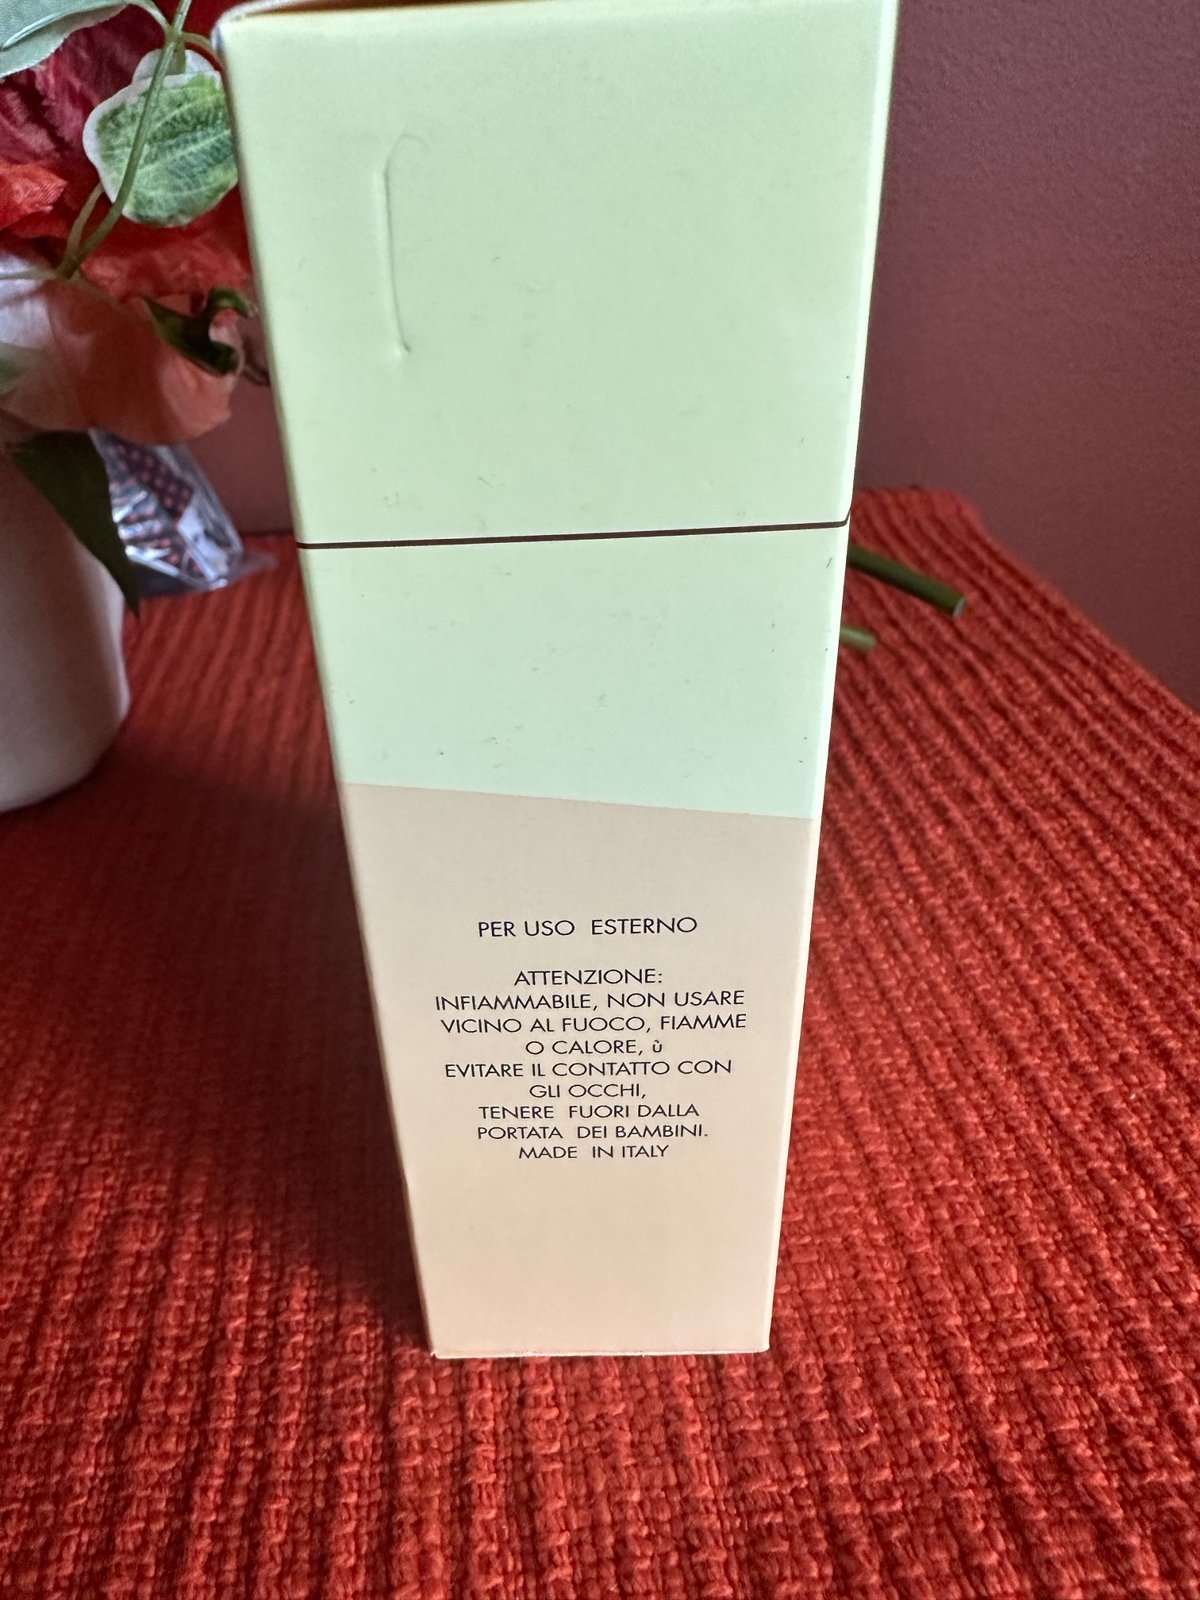 PER USO ESTERNO
ATTENZIONE:
INFIAMMABILE, NON USARE
VICINO AL FUOCO, FIAMME
O CALORE, ù
EVITARE IL CONTATTO CON
GLI OCCHI,
TENERE FUORI DALLA
PORTATA DEI BAMBINI.
MADE IN ITALY